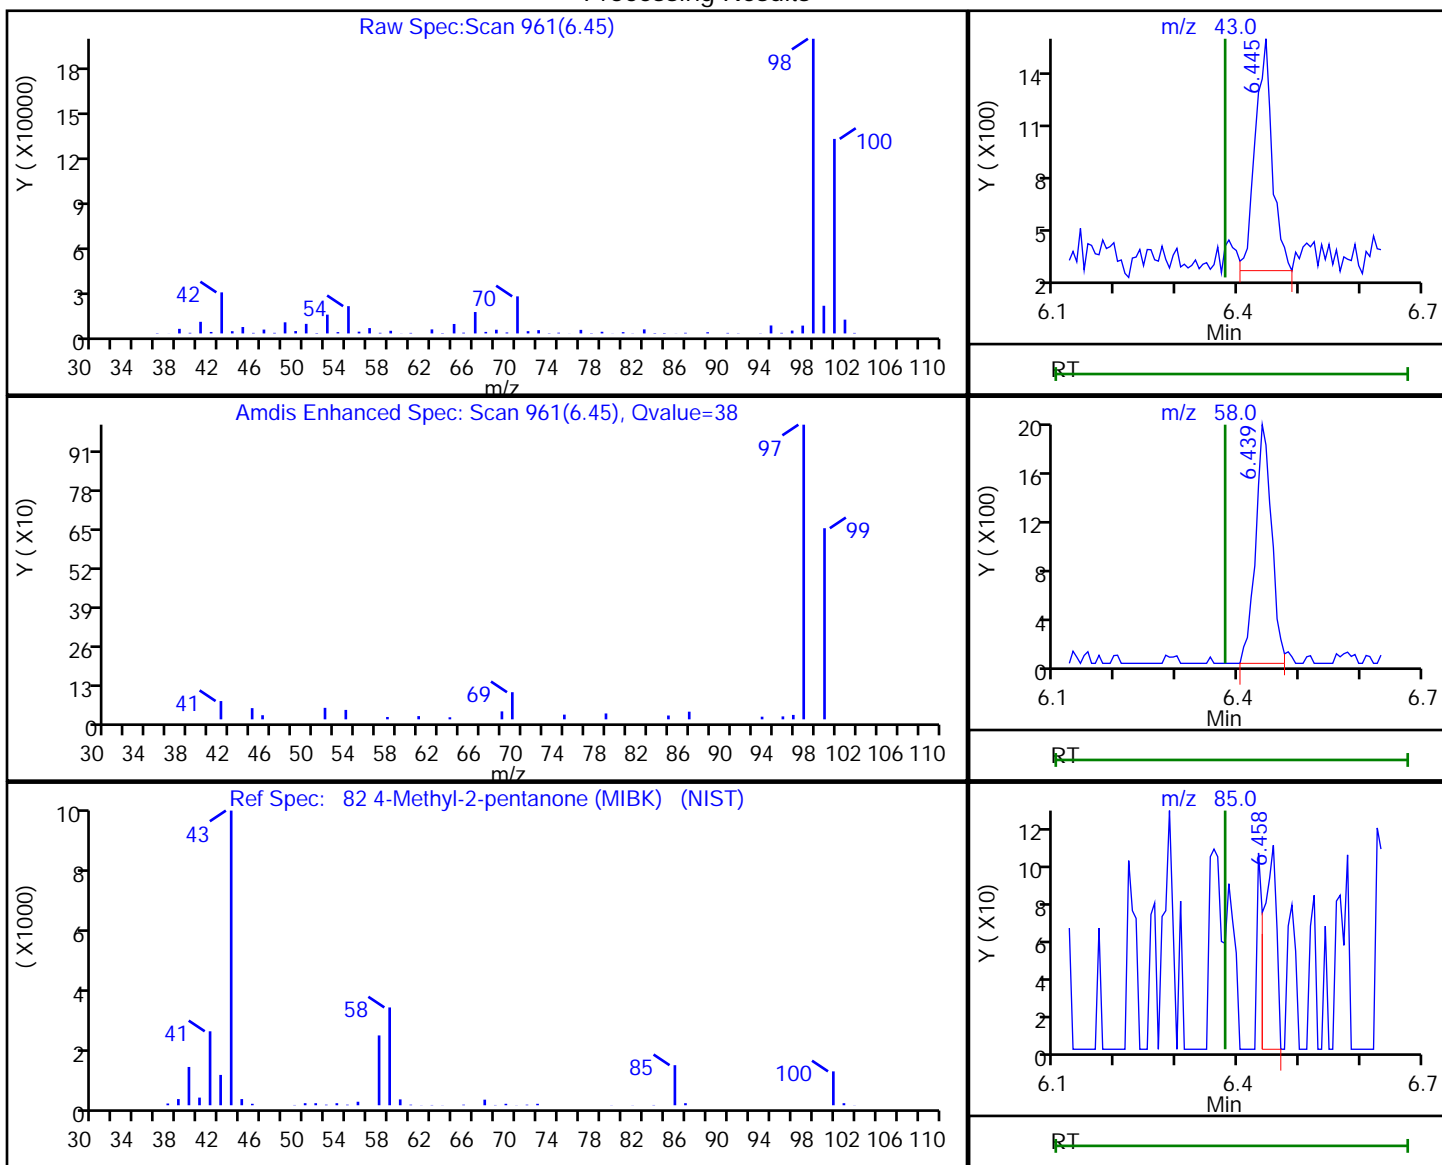 Processing Results
Raw Spec:Scan 961(6.45)
Y ( X10000)
18
15
12
9
6
3
0
98
100
42
54
70
30 34 38 42 46 50 54 58 62 66 70 74 78 82 86 90 94 98 102 106 110
m/z
m/z 43.0
Y ( X100)
14
11
8
5
2
6.445
6.1 6.4 6.7
Min
RT
Amdis Enhanced Spec: Scan 961(6.45), Qvalue=38
Y ( X10)
91
78
65
52
39
26
13
0
97
99
41
69
30 34 38 42 46 50 54 58 62 66 70 74 78 82 86 90 94 98 102 106 110
m/z
m/z 58.0
Y ( X100)
20
16
12
8
4
0
6.439
6.1 6.4 6.7
Min
RT
Ref Spec: 82 4-Methyl-2-pentanone (MIBK) (NIST)
( X1000)
10
8
6
4
2
0
43
41
58
85
100
30 34 38 42 46 50 54 58 62 66 70 74 78 82 86 90 94 98 102 106 110
m/z 85.0
Y ( X10)
12
10
8
6
4
2
0
6.458
6.1 6.4 6.7
Min
RT